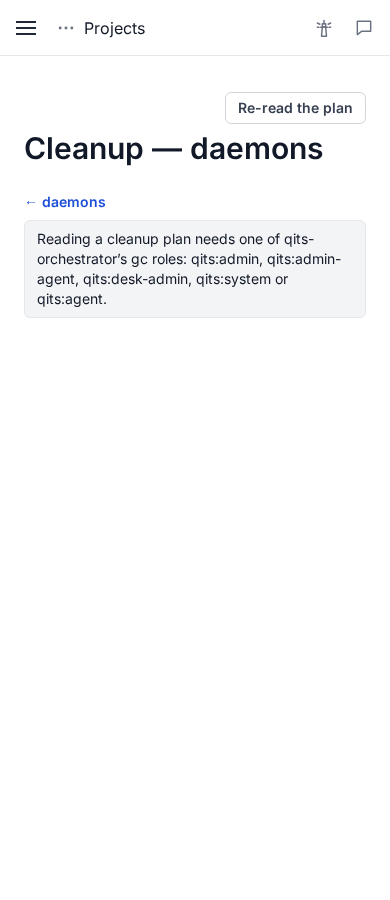 Projects
Re-read the plan
Cleanup — daemons
← daemons
Reading a cleanup plan needs one of qits-
orchestrator’s gc roles: qits:admin, qits:admin-
agent, qits:desk-admin, qits:system or
qits:agent.